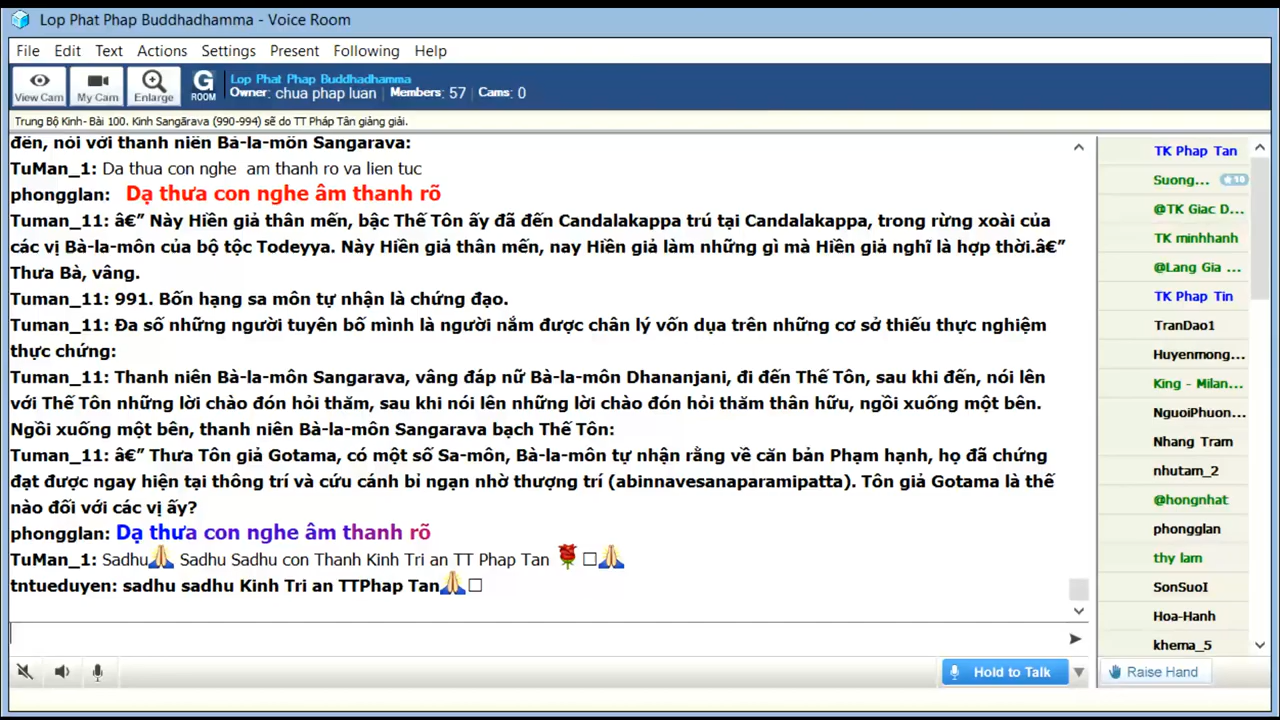 Lop Phat Phap Buddhadhamma - Voice Room
File Edit Text Actions Settings Present Following Help
View Cam My Cam Enlarge G ROOM
Lop Phat Phap Buddhadhamma
Owner: chua phap luan Members: 57 Cams: 0
Trung Bộ Kinh- Bài 100. Kinh Sangārava (990-994) sẽ do TT Pháp Tân giảng giải.
đến, nói với thanh niên Bà-la-môn Sangarava:
TuMan_1: Da thua con nghe am thanh ro va lien tuc
phongglan: Dạ thưa con nghe âm thanh rõ
Tuman_11: â€” Này Hiền giả thân mến, bậc Thế Tôn ấy đã đến Candalakappa trú tại Candalakappa, trong rừng xoài của
các vị Bà-la-môn của bộ tộc Todeyya. Này Hiền giả thân mến, nay Hiền giả làm những gì mà Hiền giả nghĩ là hợp thời.â€”
Thưa Bà, vâng.
Tuman_11: 991. Bốn hạng sa môn tự nhận là chứng đạo.
Tuman_11: Đa số những người tuyên bố mình là người nắm được chân lý vốn dụa trên những cơ sở thiếu thực nghiệm
thực chứng:
Tuman_11: Thanh niên Bà-la-môn Sangarava, vâng đáp nữ Bà-la-môn Dhananjani, đi đến Thế Tôn, sau khi đến, nói lên
với Thế Tôn những lời chào đón hỏi thăm, sau khi nói lên những lời chào đón hỏi thăm thân hữu, ngồi xuống một bên.
Ngồi xuống một bên, thanh niên Bà-la-môn Sangarava bạch Thế Tôn:
Tuman_11: â€” Thưa Tôn giả Gotama, có một số Sa-môn, Bà-la-môn tự nhận rằng về căn bản Phạm hạnh, họ đã chứng
đạt được ngay hiện tại thông trí và cứu cánh bỉ ngạn nhờ thượng trí (abinnavesanaparamipatta). Tôn giả Gotama là thế
nào đối với các vị ấy?
phongglan: Dạ thưa con nghe âm thanh rõ
TuMan_1: Sadhu🙏 Sadhu Sadhu con Thanh Kinh Tri an TT Phap Tan 🌹□🙏
tntueduyen: sadhu sadhu Kinh Tri an TTPhap Tan🙏□
Hold to Talk
TK Phap Tan
Suong... 10
@TK Giac D...
TK minhhanh
@Lang Gia ...
TK Phap Tin
TranDao1
Huyenmong...
King - Milan...
NguoiPhuon...
Nhang Tram
nhutam_2
@hongnhat
phongglan
thy lam
SonSuoI
Hoa-Hanh
khema_5
Raise Hand